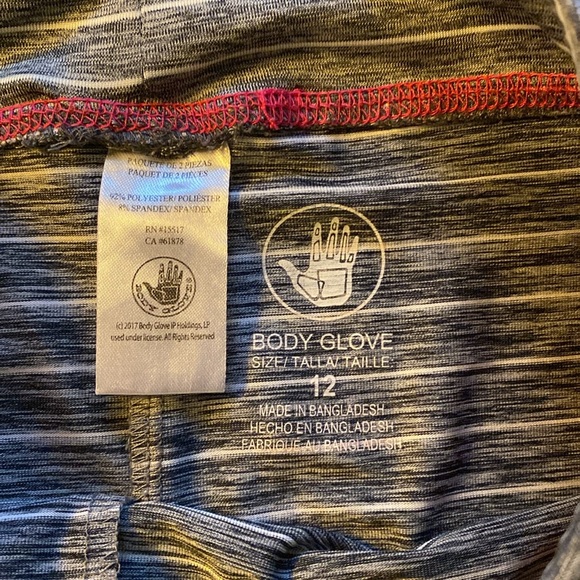 PAQUETE DE 2 PIEZAS
PAQUET DE 2 PIÈCES
92% POLYESTER/ POLIÉSTER
8% SPANDEX/ SPANDEX
RN #15517
CA #61878
BODY GLOVE
(c) 2017 Body Glove IP Holdings, LP
used under license. All Rights Reserved
BODY GLOVE
SIZE/ TALLA/ TAILLE
12
MADE IN BANGLADESH
HECHO EN BANGLADESH
FABRIQUÉ AU BANGLADESH